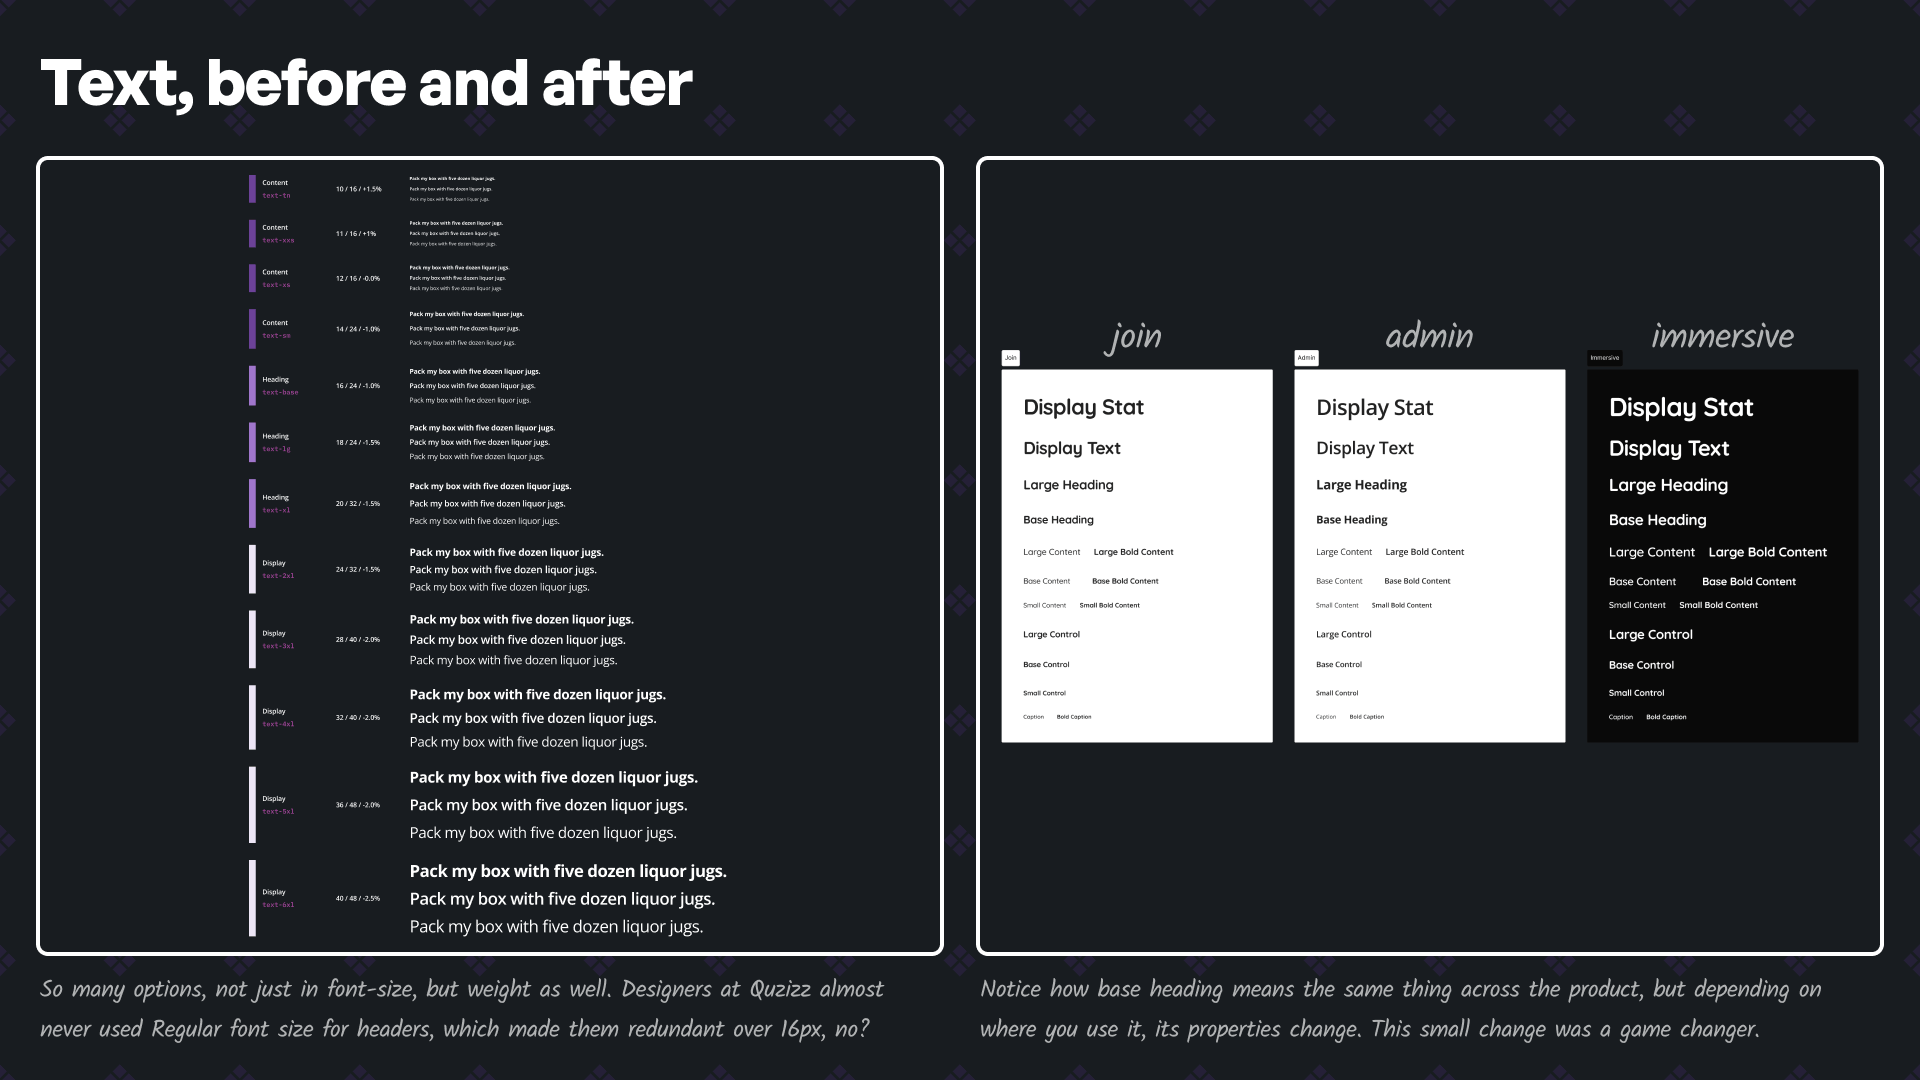 Text, before and after
Content
text-tn
10 / 16 / +1.5%
Pack my box with five dozen liquor jugs.
Pack my box with five dozen liquor jugs.
Pack my box with five dozen liquor jugs.
Content
text-xxs
11 / 16 / +1%
Pack my box with five dozen liquor jugs.
Pack my box with five dozen liquor jugs.
Pack my box with five dozen liquor jugs.
Content
text-xs
12 / 16 / -0.0%
Pack my box with five dozen liquor jugs.
Pack my box with five dozen liquor jugs.
Pack my box with five dozen liquor jugs.
Content
text-sm
14 / 24 / -1.0%
Pack my box with five dozen liquor jugs.
Pack my box with five dozen liquor jugs.
Pack my box with five dozen liquor jugs.
Heading
text-base
16 / 24 / -1.0%
Pack my box with five dozen liquor jugs.
Pack my box with five dozen liquor jugs.
Pack my box with five dozen liquor jugs.
Heading
text-lg
18 / 24 / -1.5%
Pack my box with five dozen liquor jugs.
Pack my box with five dozen liquor jugs.
Pack my box with five dozen liquor jugs.
Heading
text-xl
20 / 32 / -1.5%
Pack my box with five dozen liquor jugs.
Pack my box with five dozen liquor jugs.
Pack my box with five dozen liquor jugs.
Display
text-2xl
24 / 32 / -1.5%
Pack my box with five dozen liquor jugs.
Pack my box with five dozen liquor jugs.
Pack my box with five dozen liquor jugs.
Display
text-3xl
28 / 40 / -2.0%
Pack my box with five dozen liquor jugs.
Pack my box with five dozen liquor jugs.
Pack my box with five dozen liquor jugs.
Display
text-4xl
32 / 40 / -2.0%
Pack my box with five dozen liquor jugs.
Pack my box with five dozen liquor jugs.
Pack my box with five dozen liquor jugs.
Display
text-5xl
36 / 48 / -2.0%
Pack my box with five dozen liquor jugs.
Pack my box with five dozen liquor jugs.
Pack my box with five dozen liquor jugs.
Display
text-6xl
40 / 48 / -2.5%
Pack my box with five dozen liquor jugs.
Pack my box with five dozen liquor jugs.
Pack my box with five dozen liquor jugs.
So many options, not just in font-size, but weight as well. Designers at Quzizz almost
never used Regular font size for headers, which made them redundant over 16px, no?
join
Join
Display Stat
Display Text
Large Heading
Base Heading
Large Content Large Bold Content
Base Content Base Bold Content
Small Content Small Bold Content
Large Control
Base Control
Small Control
Caption Bold Caption
admin
Admin
Display Stat
Display Text
Large Heading
Base Heading
Large Content Large Bold Content
Base Content Base Bold Content
Small Content Small Bold Content
Large Control
Base Control
Small Control
Caption Bold Caption
immersive
Immersive
Display Stat
Display Text
Large Heading
Base Heading
Large Content Large Bold Content
Base Content Base Bold Content
Small Content Small Bold Content
Large Control
Base Control
Small Control
Caption Bold Caption
Notice how base heading means the same thing across the product, but depending on
where you use it, its properties change. This small change was a game changer.